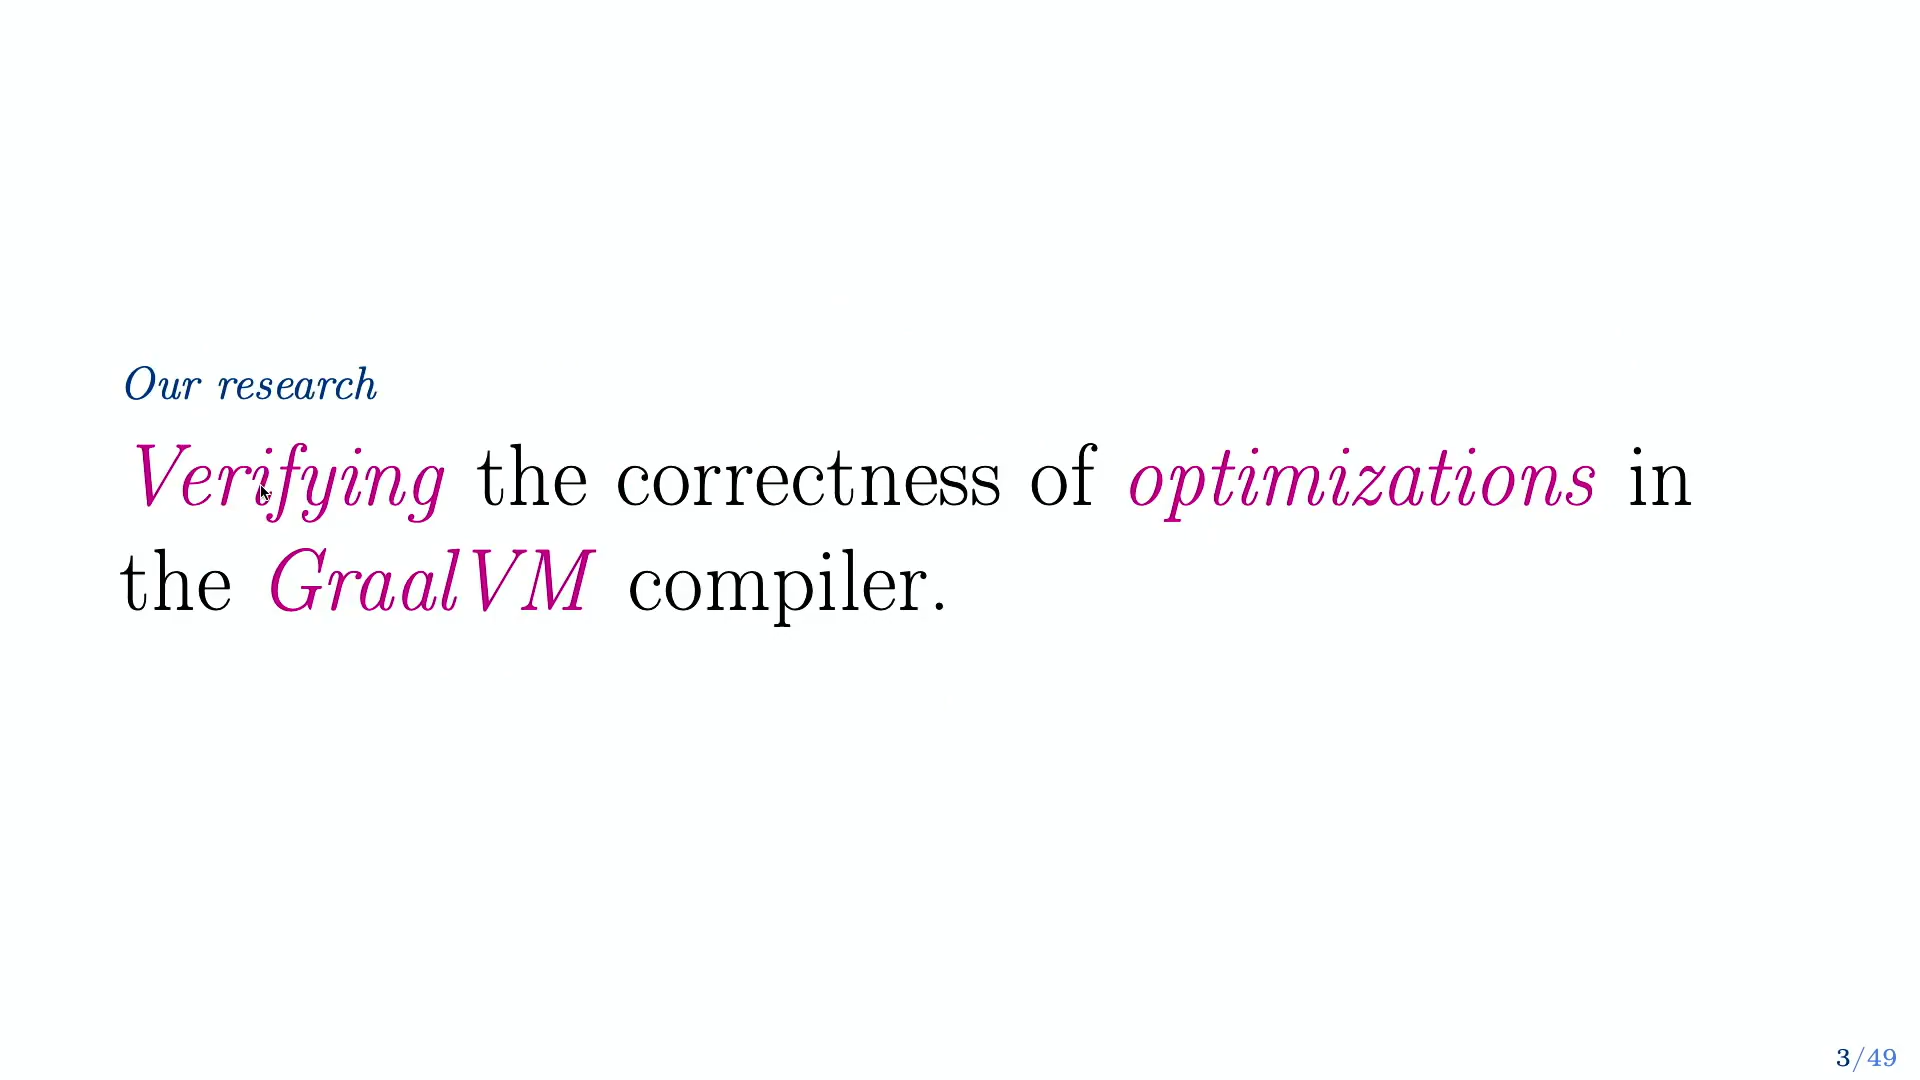 Our research
Verifying the correctness of optimizations in
the GraalVM compiler.
3/49